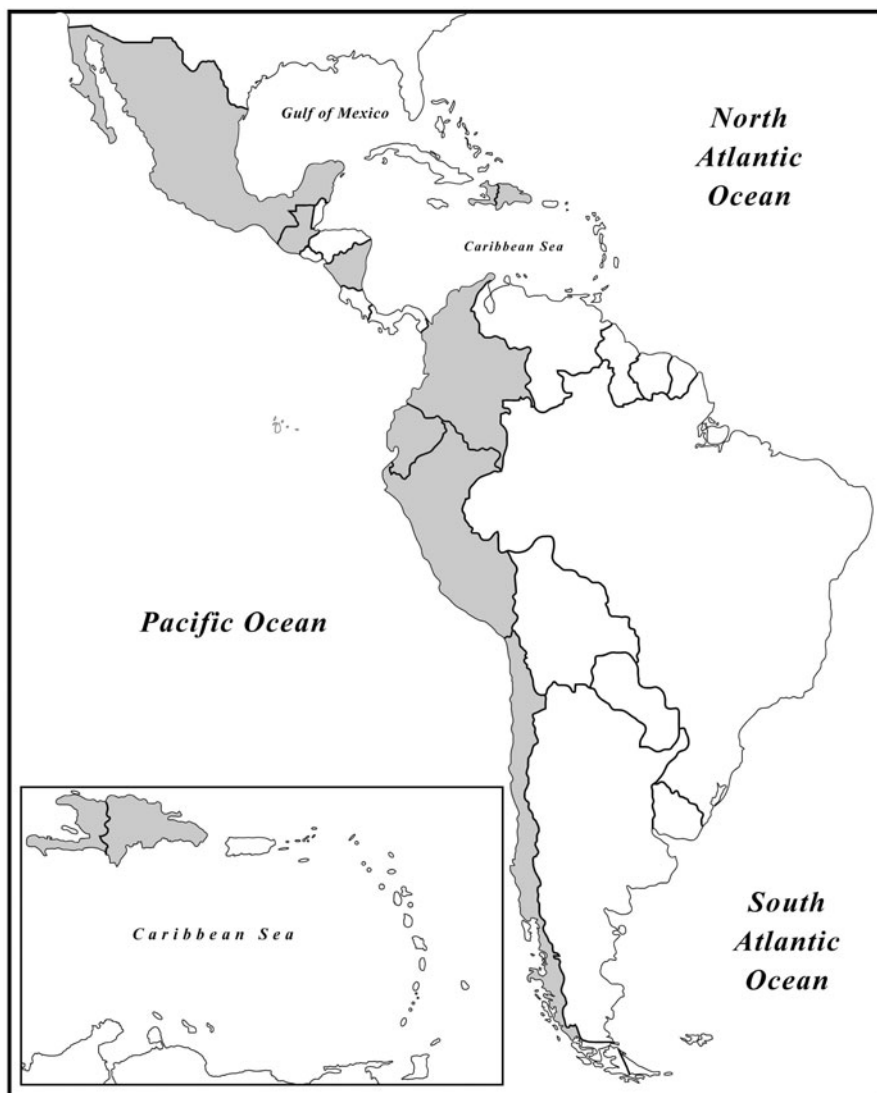 Gulf of Mexico
North
Atlantic
Ocean
Caribbean Sea
Pacific Ocean
Caribbean Sea
South
Atlantic
Ocean